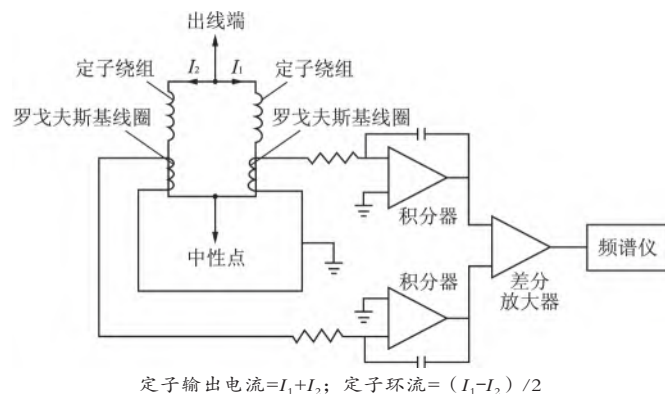 出线端
I₂ I₁
定子绕组 定子绕组
罗戈夫斯基线圈 罗戈夫斯基线圈
积分器
中性点
积分器
差分
放大器
频谱仪
定子输出电流=I₁+I₂；定子环流=（I₁-I₂）/2